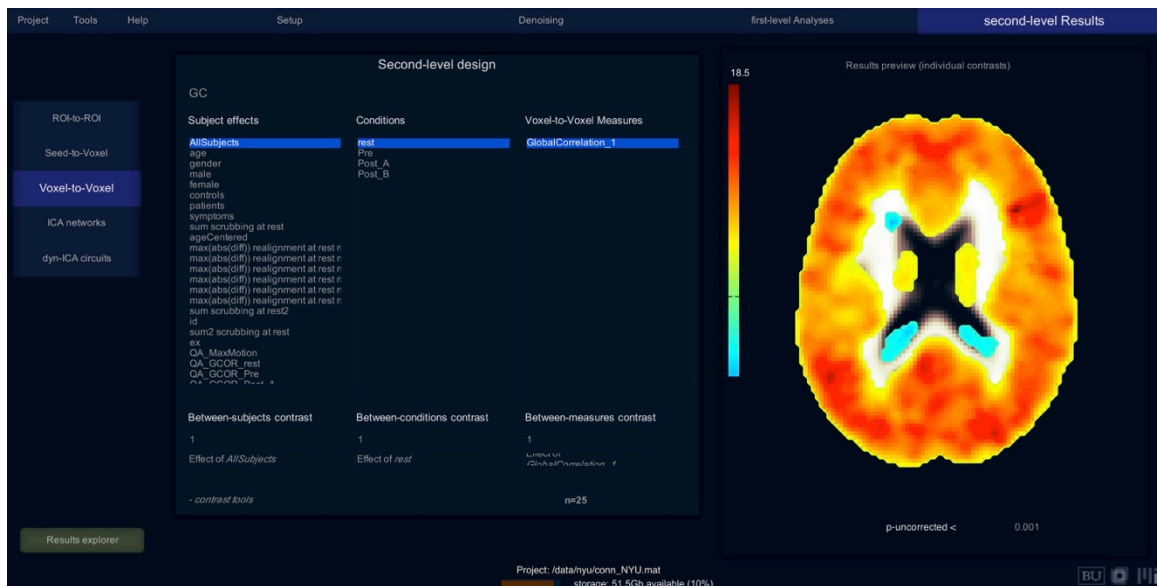 Project Tools Help Setup Denoising first-level Analyses second-level Results
Second-level design
GC
Subject effects Conditions Voxel-to-Voxel Measures
AllSubjects rest GlobalCorrelation_1
age Pre
gender Post_A
male Post_B
female
controls
patients
symptoms
sum scrubbing at rest
ageCentered
max(abs(diff)) realignment at rest n
max(abs(diff)) realignment at rest n
max(abs(diff)) realignment at rest n
max(abs(diff)) realignment at rest n
max(abs(diff)) realignment at rest n
max(abs(diff)) realignment at rest n
sum scrubbing at rest2
id
sum2 scrubbing at rest
ex
QA_MaxMotion
QA_GCOR_rest
QA_GCOR_Pre
QA_GCOR_Post_A
Between-subjects contrast Between-conditions contrast Between-measures contrast
1 1 1
Effect of AllSubjects Effect of rest Effect of
GlobalCorrelation_1
- contrast tools n=25
ROI-to-ROI
Seed-to-Voxel
Voxel-to-Voxel
ICA networks
dyn-ICA circuits
Results explorer
Results preview (individual contrasts)
18.5
p-uncorrected < 0.001
Project: /data/nyu/conn_NYU.mat
storage: 51.5Gb available (10%)
BU